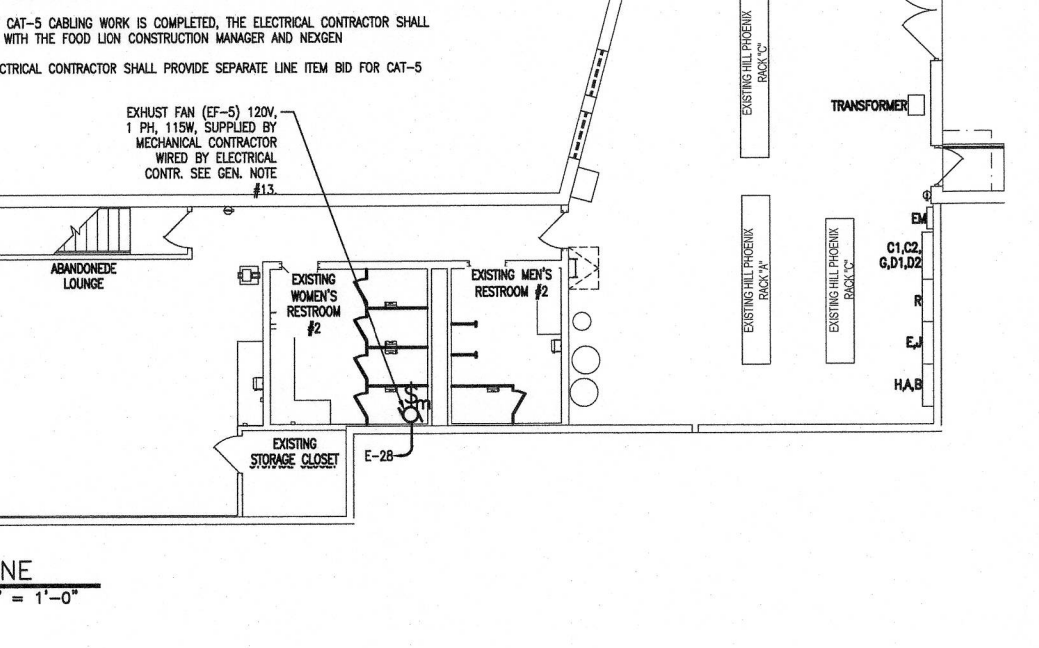 CAT-5 CABLING WORK IS COMPLETED, THE ELECTRICAL CONTRACTOR SHALL
WITH THE FOOD LION CONSTRUCTION MANAGER AND NEXGEN
CTRICAL CONTRACTOR SHALL PROVIDE SEPARATE LINE ITEM BID FOR CAT-5
EXHUST FAN (EF-5) 120V,
1 PH, 115W, SUPPLIED BY
MECHANICAL CONTRACTOR
WIRED BY ELECTRICAL
CONTR. SEE GEN. NOTE
#13.
EXISTING HILL PHOENIX
RACK "C"
TRANSFORMER
EM
C1,C2,
G,D1,D2
R
E,J
H,A,B
EXISTING HILL PHOENIX
RACK "A"
EXISTING HILL PHOENIX
RACK "C"
ABANDONEDE
LOUNGE
EXISTING
WOMEN'S
RESTROOM
#2
EXISTING MEN'S
RESTROOM #2
$m
EXISTING
STORAGE CLOSET
E-28
NE
" = 1'-0"